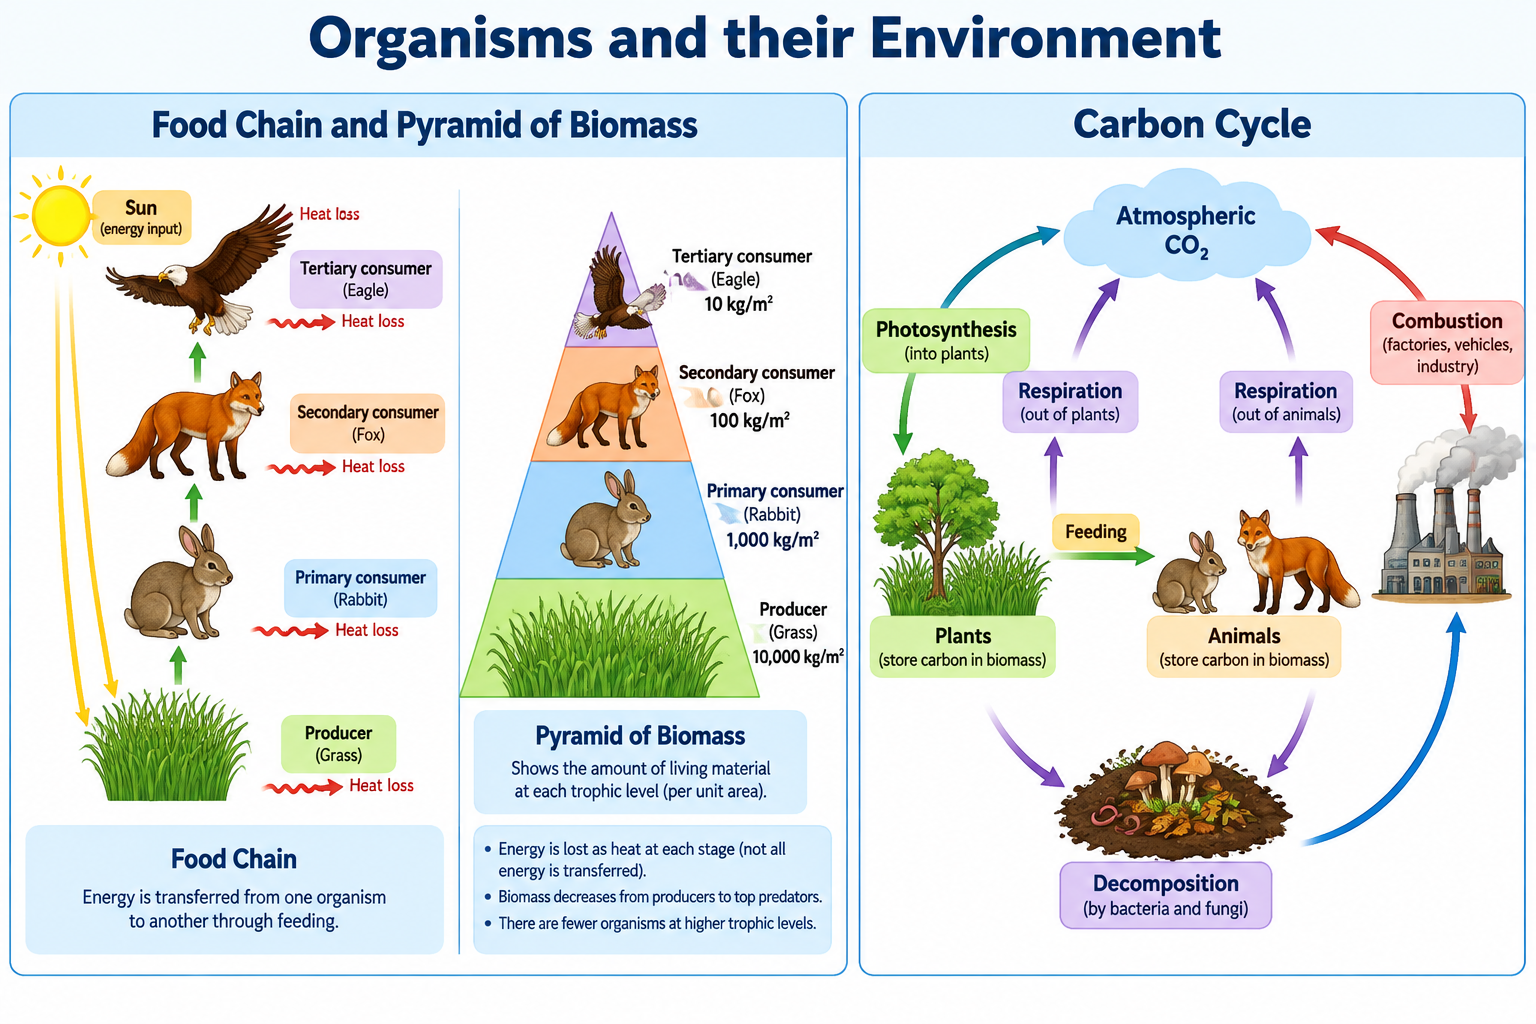 Organisms and their Environment
Food Chain and Pyramid of Biomass
Sun
(energy input)
Heat loss
Tertiary consumer
(Eagle)
Heat loss
Secondary consumer
(Fox)
Heat loss
Primary consumer
(Rabbit)
Heat loss
Producer
(Grass)
Heat loss
Food Chain
Energy is transferred from one organism
to another through feeding.
Tertiary consumer
(Eagle)
10 kg/m²
Secondary consumer
(Fox)
100 kg/m²
Primary consumer
(Rabbit)
1,000 kg/m²
Producer
(Grass)
10,000 kg/m²
Pyramid of Biomass
Shows the amount of living material
at each trophic level (per unit area).
• Energy is lost as heat at each stage (not all
energy is transferred).
• Biomass decreases from producers to top predators.
• There are fewer organisms at higher trophic levels.
Carbon Cycle
Atmospheric
CO₂
Photosynthesis
(into plants)
Respiration
(out of plants)
Respiration
(out of animals)
Combustion
(factories, vehicles,
industry)
Feeding
Plants
(store carbon in biomass)
Animals
(store carbon in biomass)
Decomposition
(by bacteria and fungi)